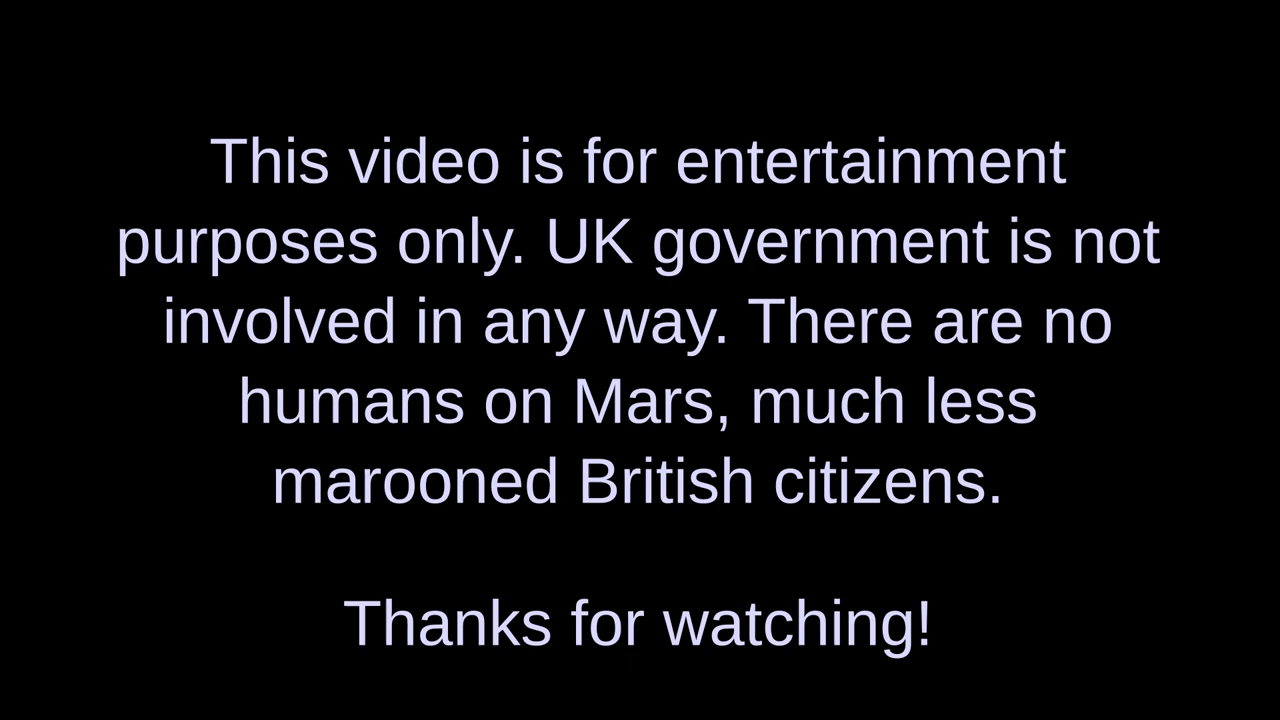 This video is for entertainment
purposes only. UK government is not
involved in any way. There are no
humans on Mars, much less
marooned British citizens.
Thanks for watching!